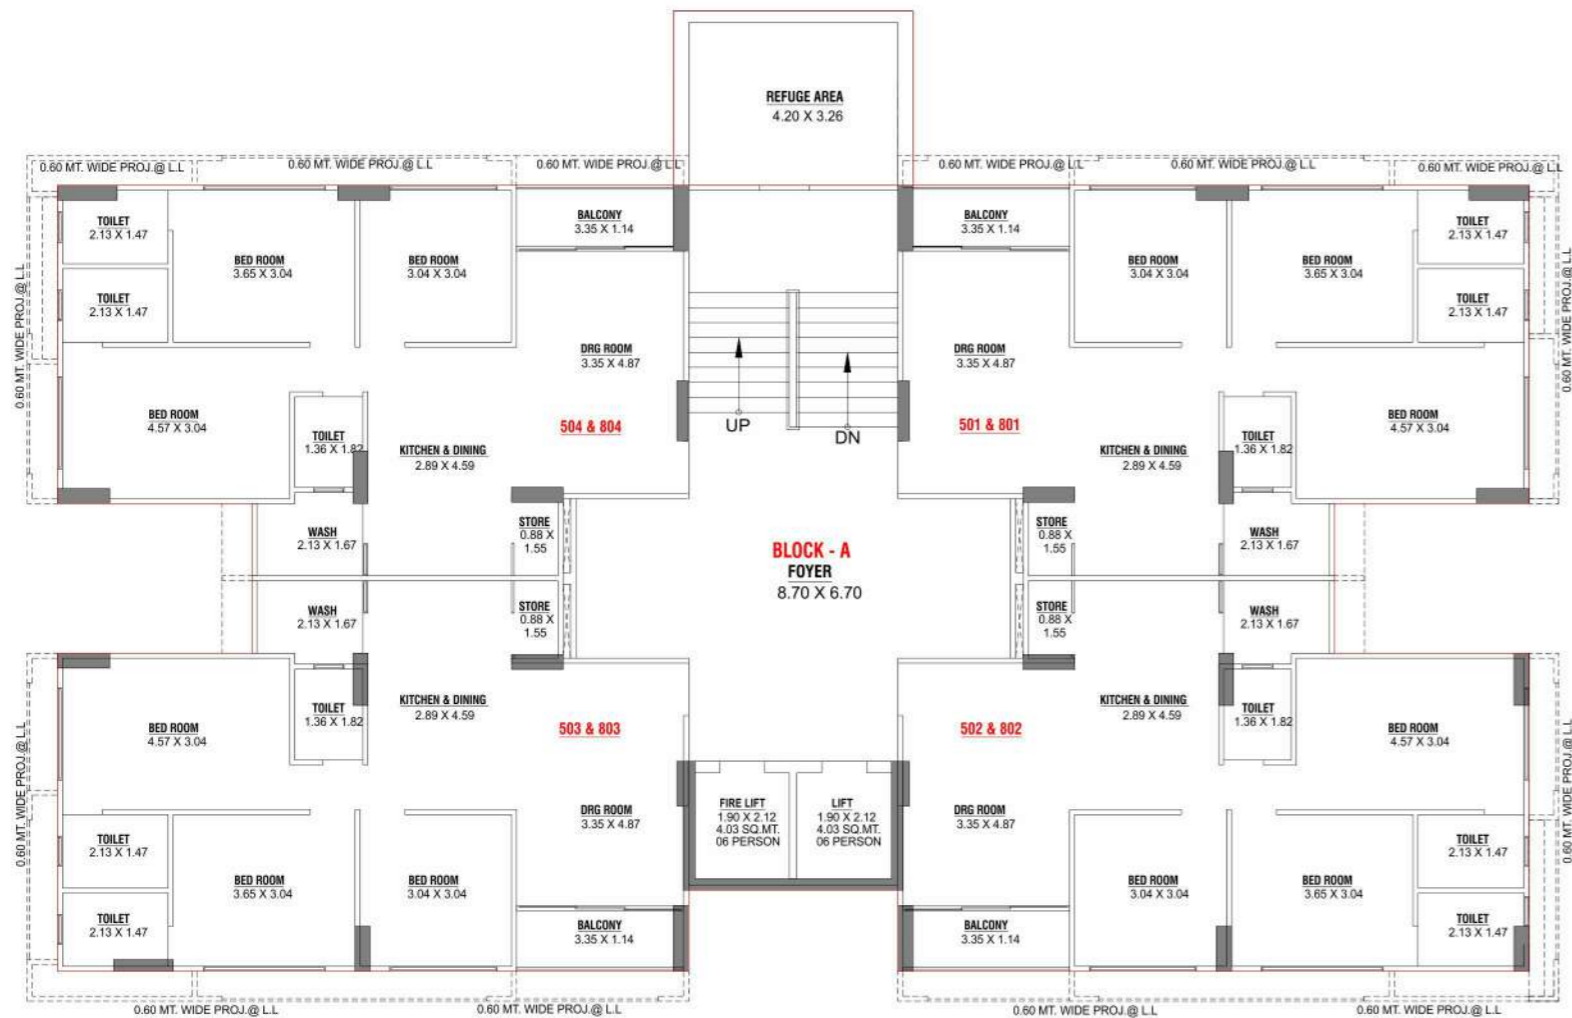 REFUGE AREA
4.20 X 3.26
0.60 MT. WIDE PROJ.@ L.L
0.60 MT. WIDE PROJ.@ L.L
0.60 MT. WIDE PROJ.@ L.L
0.60 MT. WIDE PROJ.@ L.L
0.60 MT. WIDE PROJ.@ L.L
0.60 MT. WIDE PROJ.@ L.L
0.60 MT. WIDE PROJ.@ L.L
TOILET
2.13 X 1.47
TOILET
2.13 X 1.47
BED ROOM
3.65 X 3.04
BED ROOM
3.04 X 3.04
BALCONY
3.35 X 1.14
DRG ROOM
3.35 X 4.87
BED ROOM
4.57 X 3.04
TOILET
1.36 X 1.82
KITCHEN & DINING
2.89 X 4.59
504 & 804
WASH
2.13 X 1.67
STORE
0.88 X
1.55
UP
DN
BALCONY
3.35 X 1.14
BED ROOM
3.04 X 3.04
BED ROOM
3.65 X 3.04
TOILET
2.13 X 1.47
TOILET
2.13 X 1.47
DRG ROOM
3.35 X 4.87
501 & 801
KITCHEN & DINING
2.89 X 4.59
TOILET
1.36 X 1.82
BED ROOM
4.57 X 3.04
STORE
0.88 X
1.55
WASH
2.13 X 1.67
0.60 MT. WIDE PROJ.@ L.L
BLOCK - A
FOYER
8.70 X 6.70
0.60 MT. WIDE PROJ.@ L.L
WASH
2.13 X 1.67
STORE
0.88 X
1.55
BED ROOM
4.57 X 3.04
TOILET
1.36 X 1.82
KITCHEN & DINING
2.89 X 4.59
503 & 803
DRG ROOM
3.35 X 4.87
TOILET
2.13 X 1.47
TOILET
2.13 X 1.47
BED ROOM
3.65 X 3.04
BED ROOM
3.04 X 3.04
BALCONY
3.35 X 1.14
FIRE LIFT
1.90 X 2.12
4.03 SQ.MT.
06 PERSON
LIFT
1.90 X 2.12
4.03 SQ.MT.
06 PERSON
STORE
0.88 X
1.55
WASH
2.13 X 1.67
502 & 802
KITCHEN & DINING
2.89 X 4.59
TOILET
1.36 X 1.82
BED ROOM
4.57 X 3.04
DRG ROOM
3.35 X 4.87
BALCONY
3.35 X 1.14
BED ROOM
3.04 X 3.04
BED ROOM
3.65 X 3.04
TOILET
2.13 X 1.47
TOILET
2.13 X 1.47
0.60 MT. WIDE PROJ.@ L.L
0.60 MT. WIDE PROJ.@ L.L
0.60 MT. WIDE PROJ.@ L.L
0.60 MT. WIDE PROJ.@ L.L
0.60 MT. WIDE PROJ.@ L.L